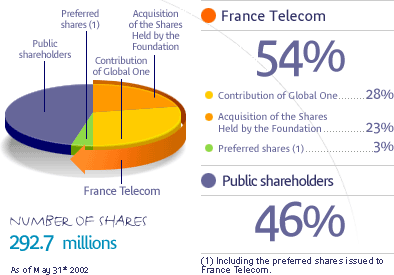 Preferred
shares (1)
Acquisition
of the Shares
Held by the
Foundation
Public
shareholders
Contribution
of Global One
France Telecom
NUMBER OF SHARES
292.7 millions
As of May 31st 2002
France Telecom
54%
Contribution of Global One...........28%
Acquisition of the Shares
Held by the Foundation...........23%
Preferred shares (1)...................3%
Public shareholders
46%
(1) Including the preferred shares issued to
France Telecom.